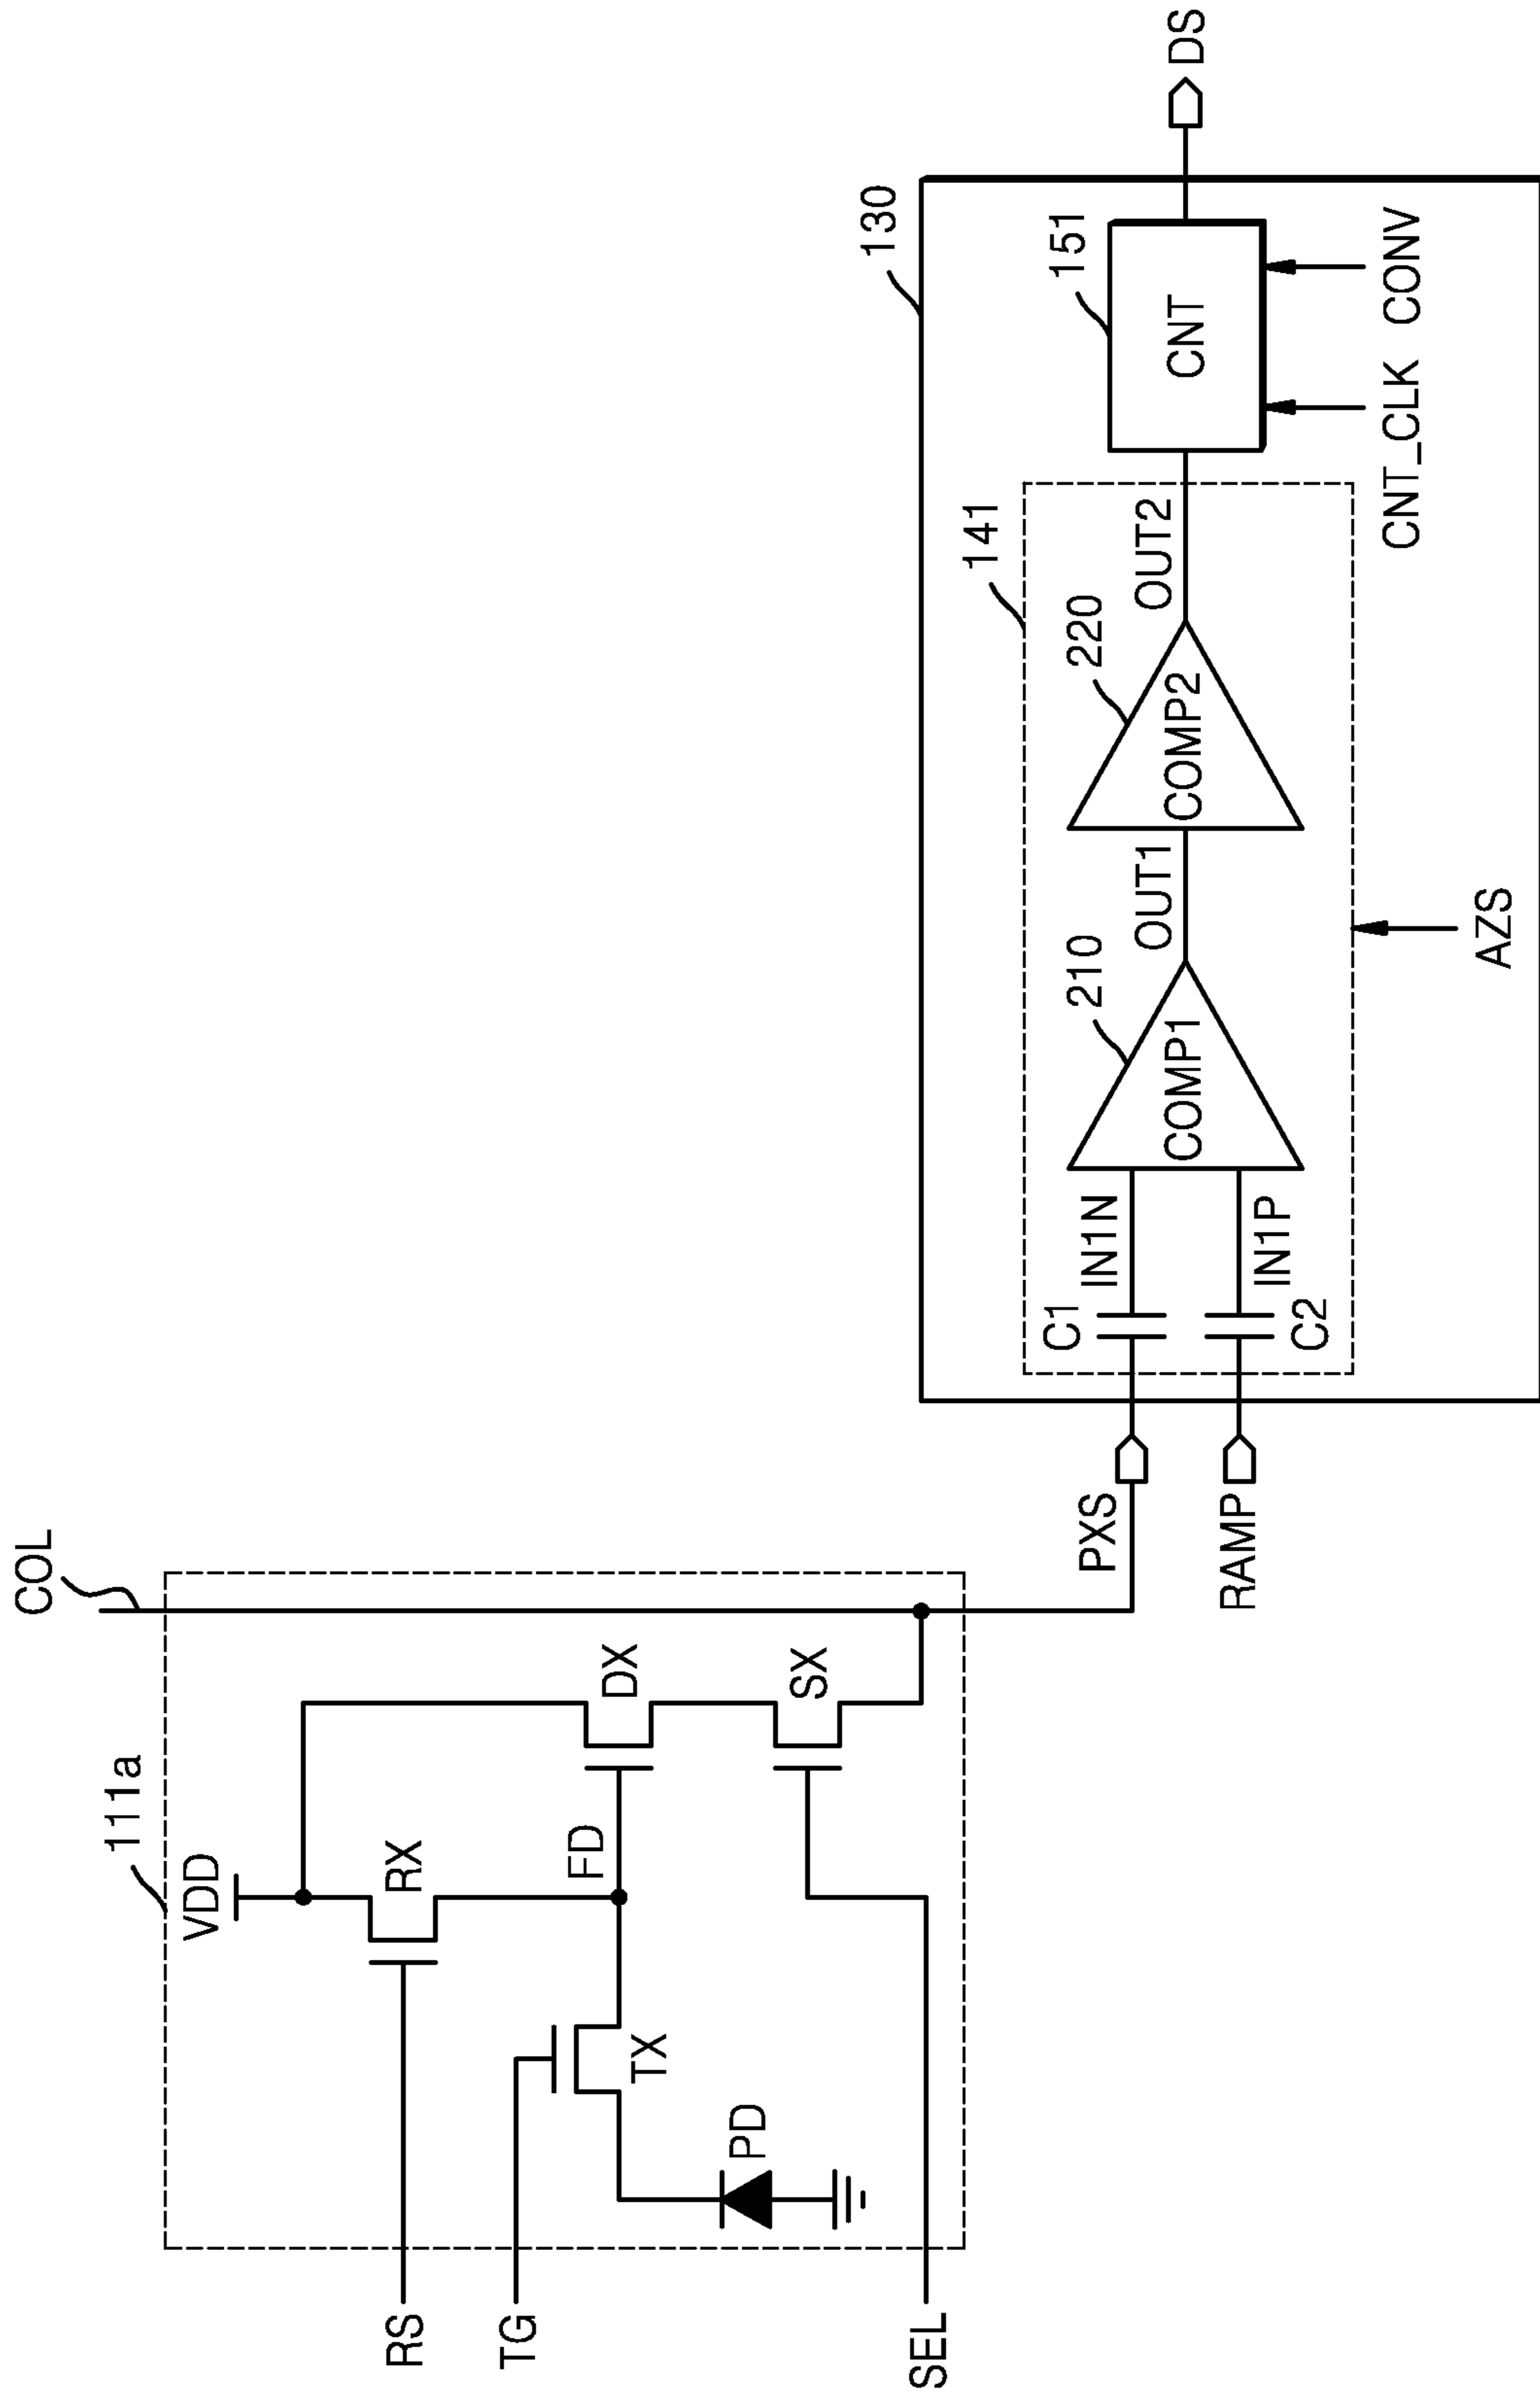 COL
111a
VDD
RX
DX
FD
SX
TX
PD
RS
TG
SEL
130
141
151
PXS
RAMP
C1
C2
IN1N
IN1P
210
COMP1
OUT1
220
COMP2
OUT2
CNT
DS
AZS
CNT_CLK
CONV